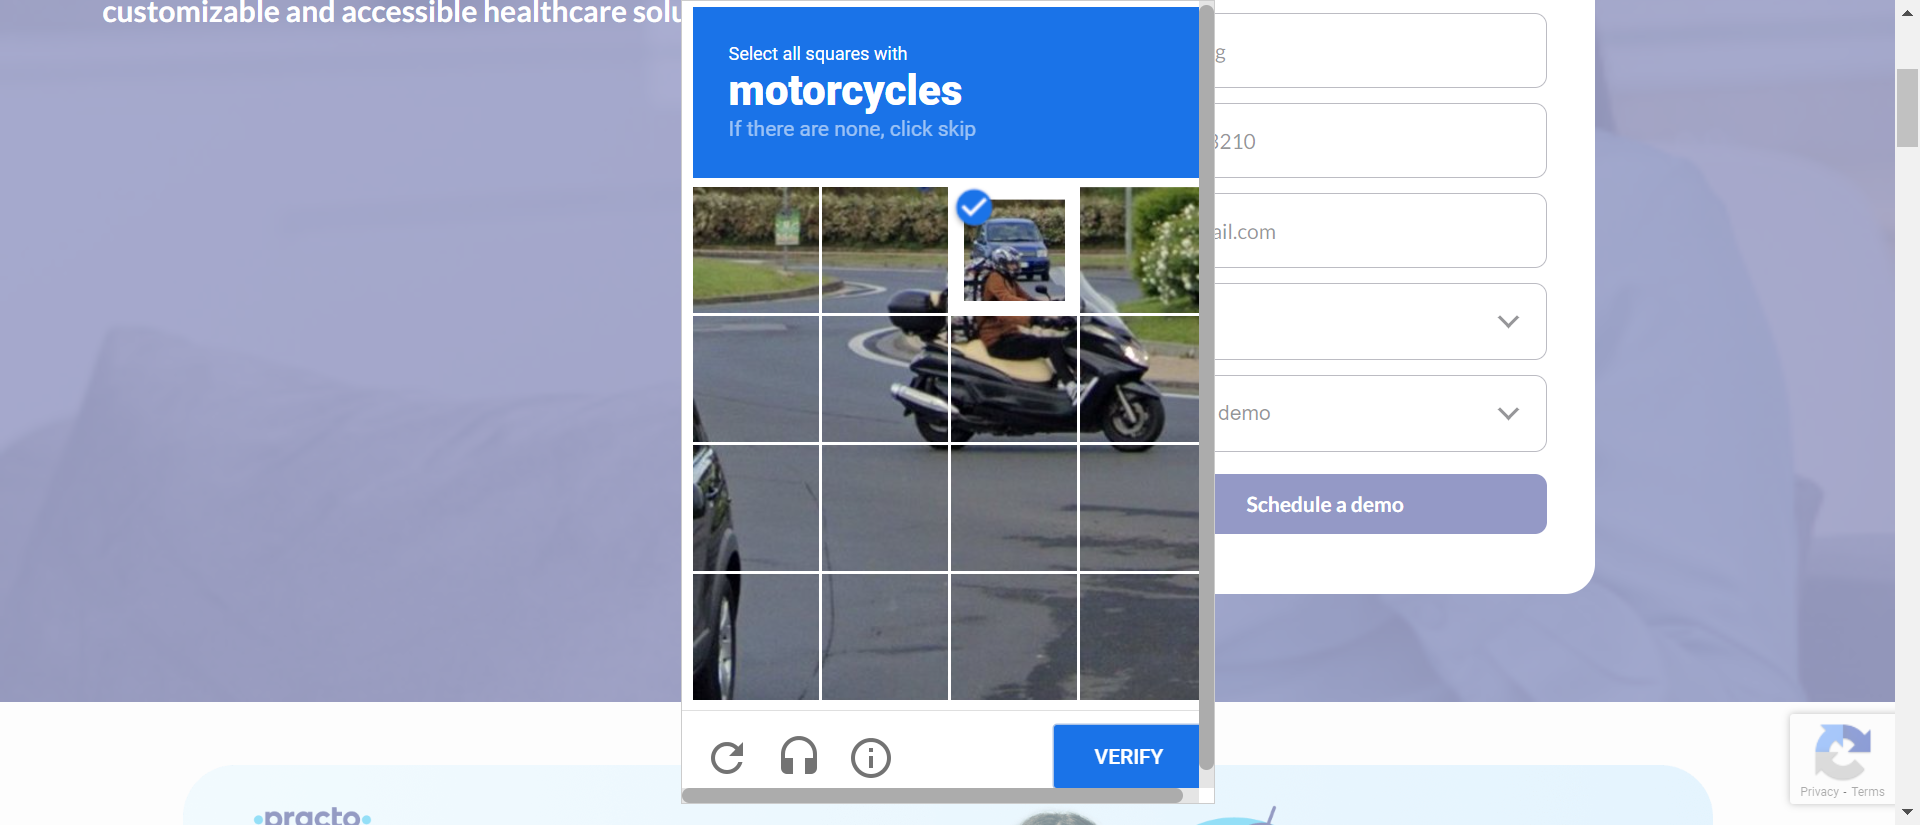 customizable and accessible healthcare solu
Select all squares with
motorcycles
If there are none, click skip
g
3210
ail.com
demo
Schedule a demo
VERIFY
Privacy - Terms
practo